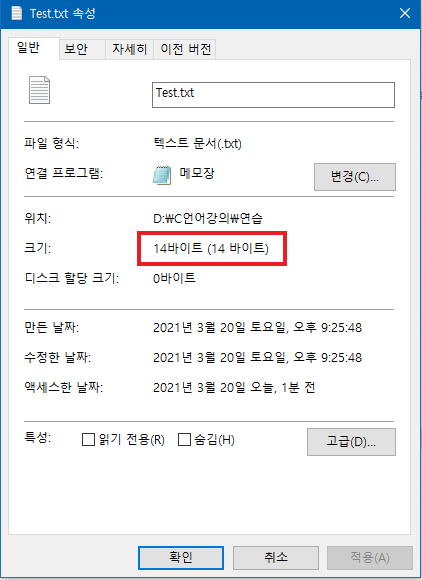 Test.txt 속성
일반 보안 자세히 이전 버전
Test.txt
파일 형식: 텍스트 문서(.txt)
연결 프로그램: 메모장 변경(C)...
위치: D:\C언어강의\연습
크기: 14바이트 (14 바이트)
디스크 할당 크기: 0바이트
만든 날짜: 2021년 3월 20일 토요일, 오후 9:25:48
수정한 날짜: 2021년 3월 20일 토요일, 오후 9:25:48
액세스한 날짜: 2021년 3월 20일 오늘, 1분 전
특성: 읽기 전용(R) 숨김(H) 고급(D)...
확인 취소 적용(A)